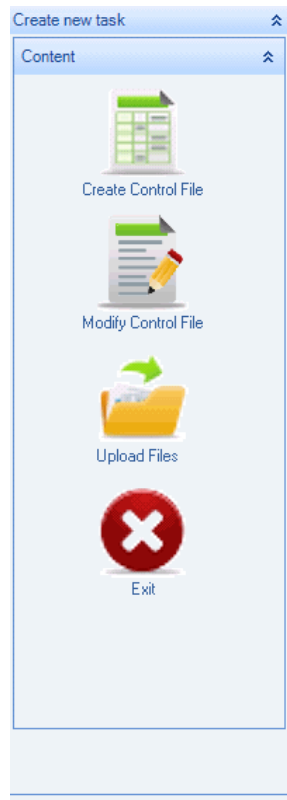 Create new task
Content
Create Control File
Modify Control File
Upload Files
Exit